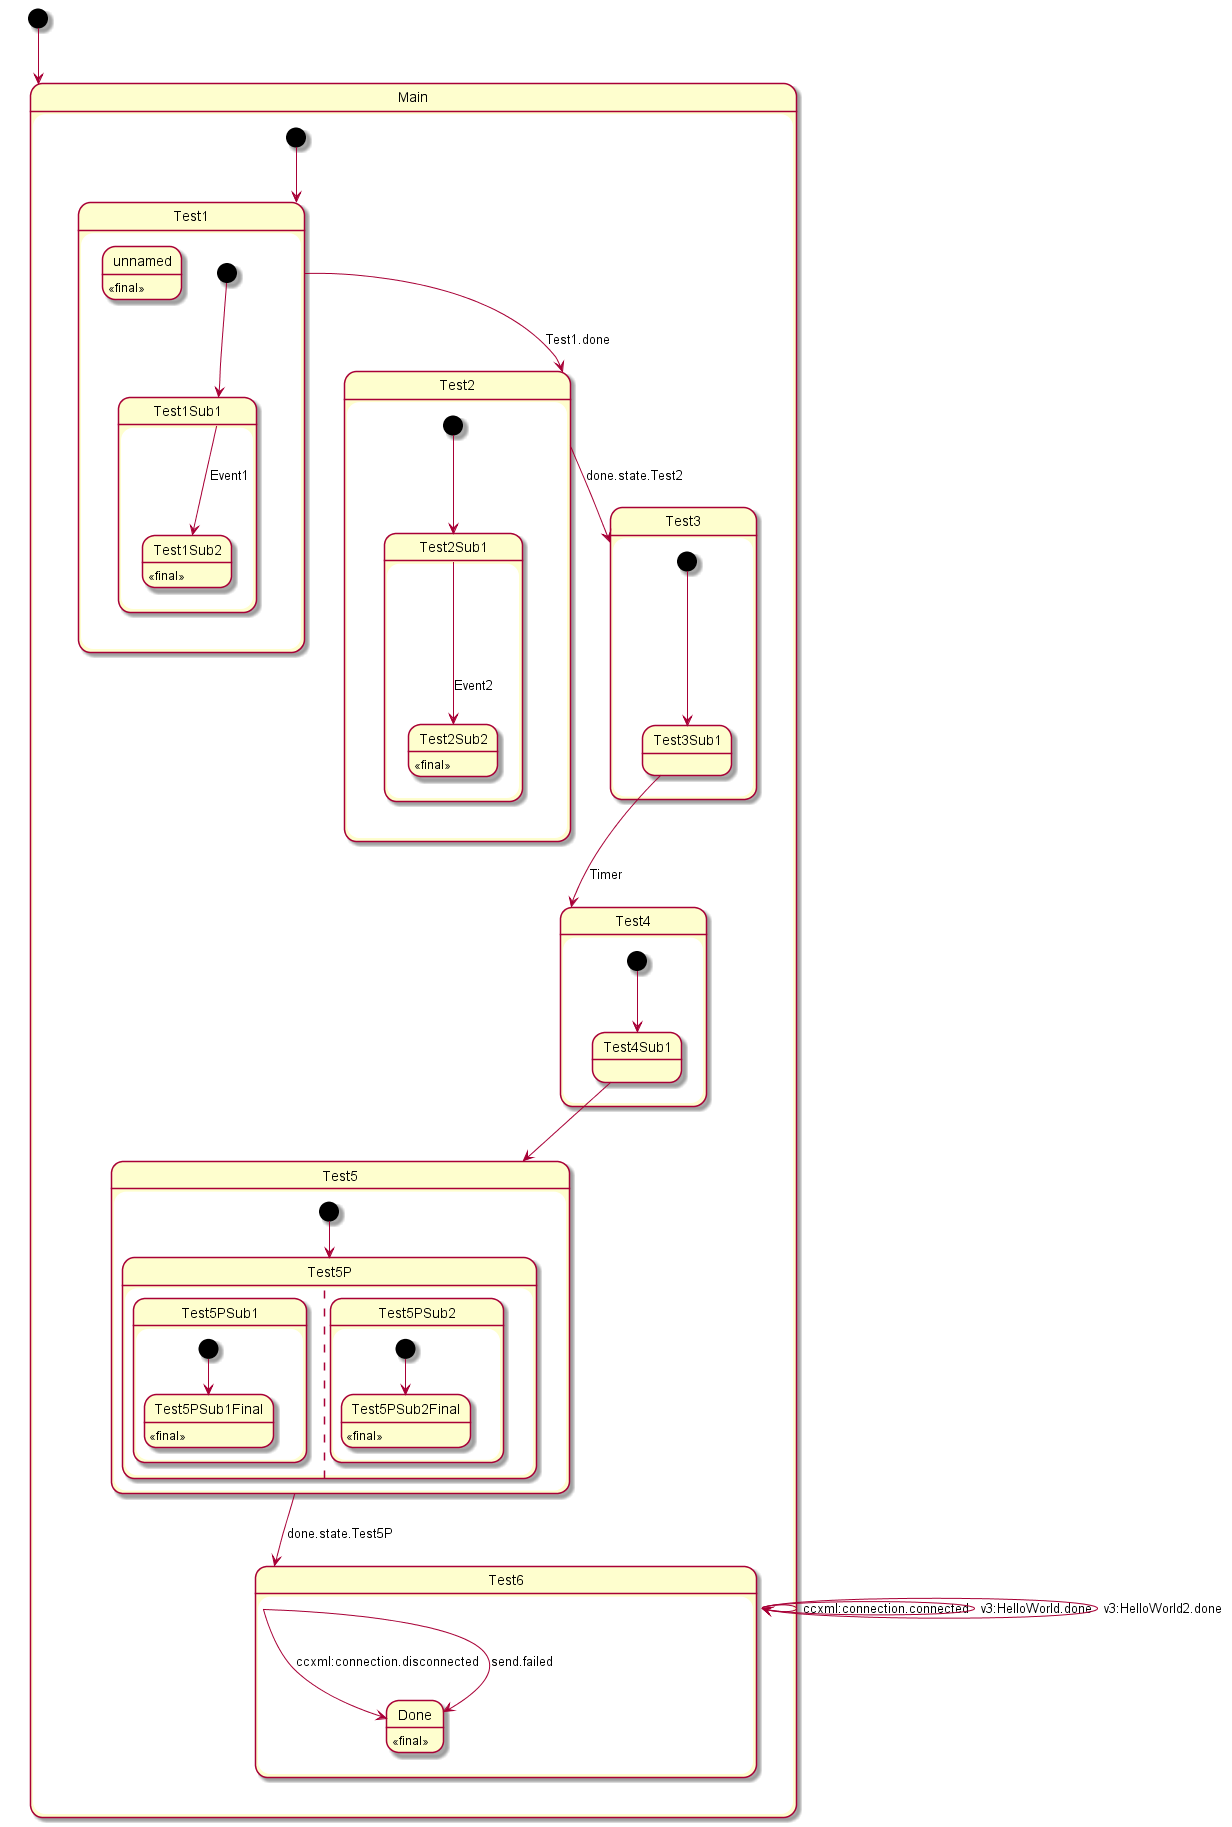 Main
Test1
unnamed
«final»
Test1.done
Test2
Test1Sub1
Event1
done.state.Test2
Test3
Test1Sub2
«final»
Test2Sub1
Event2
Test2Sub2
«final»
Test3Sub1
Timer
Test4
Test4Sub1
Test5
Test5P
Test5PSub1
Test5PSub2
Test5PSub1Final
«final»
Test5PSub2Final
«final»
done.state.Test5P
Test6
ccxml:connection.connected
v3:HelloWorld.done
v3:HelloWorld2.done
ccxml:connection.disconnected
send.failed
Done
«final»